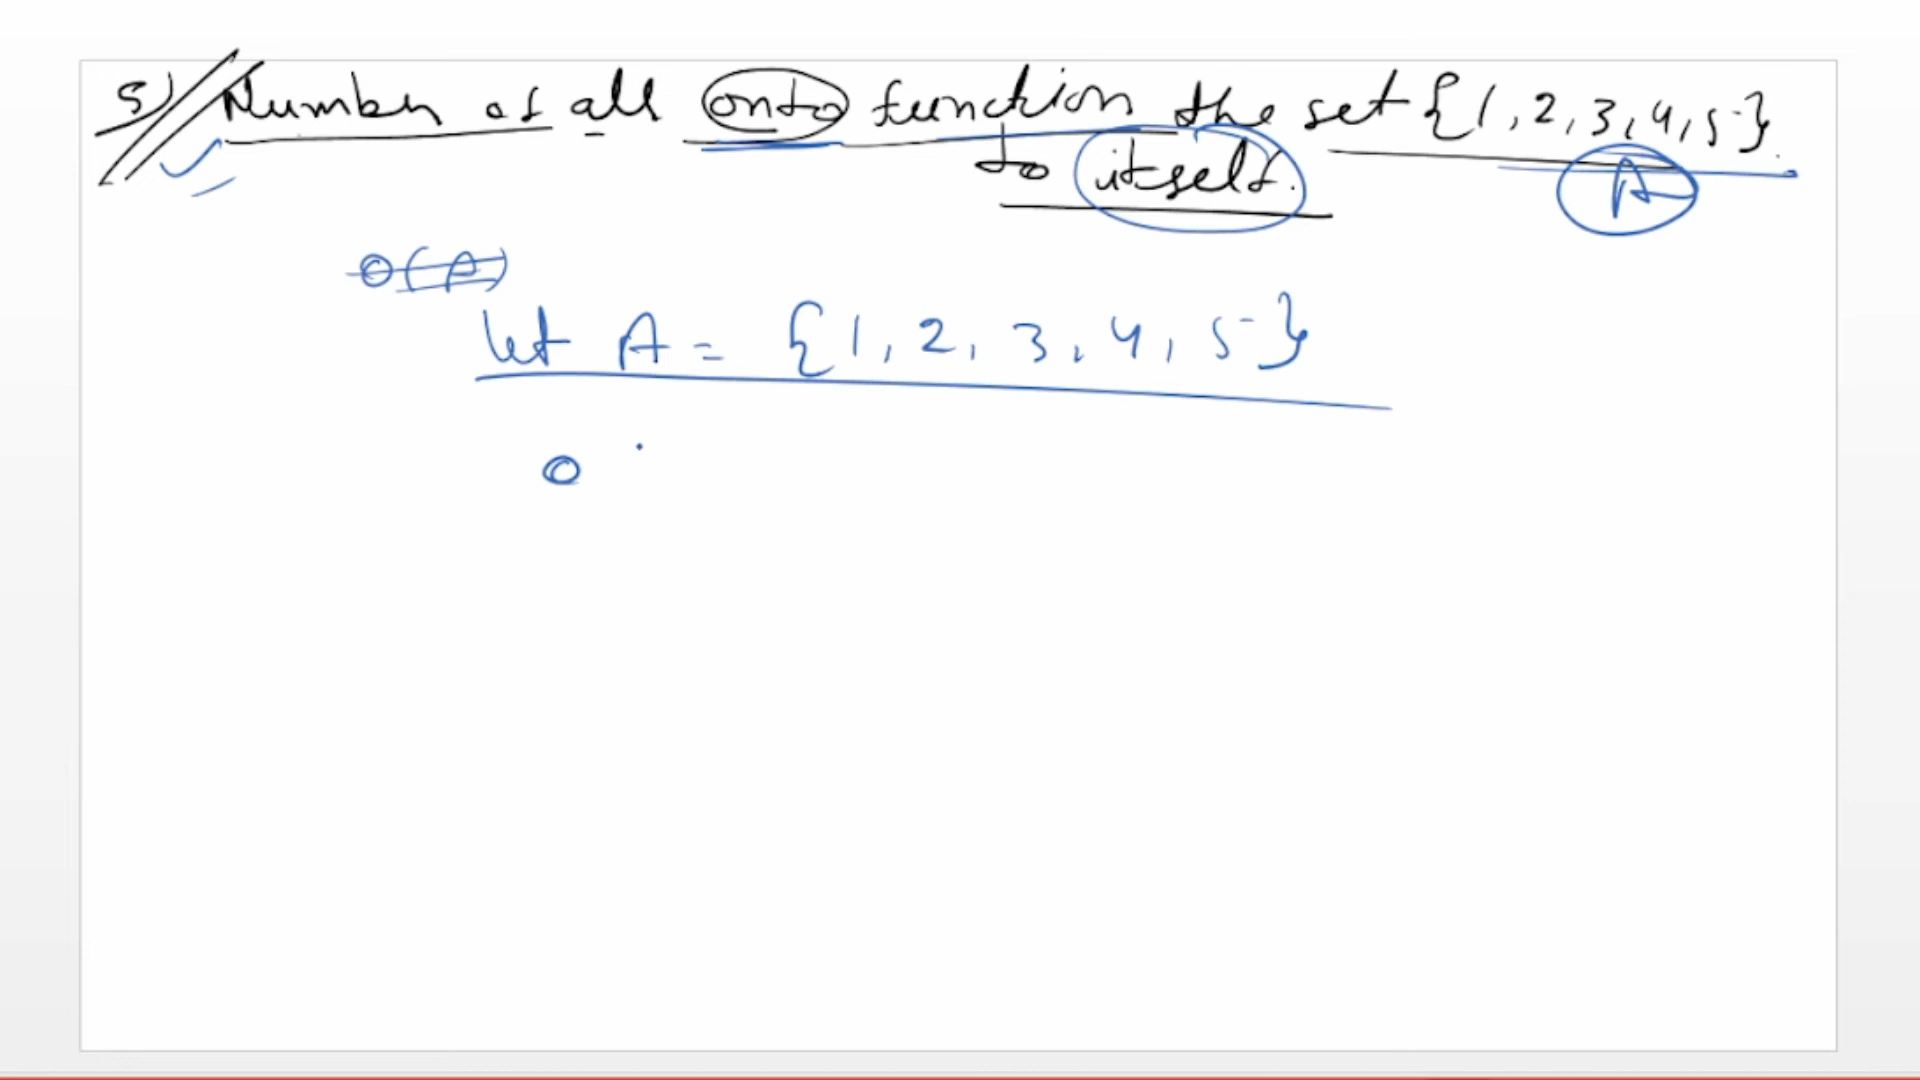 5) Number of all onto function the set {1, 2, 3, 4, 5}
to itself.
A
O(A)
let A = {1, 2, 3, 4, 5}
O